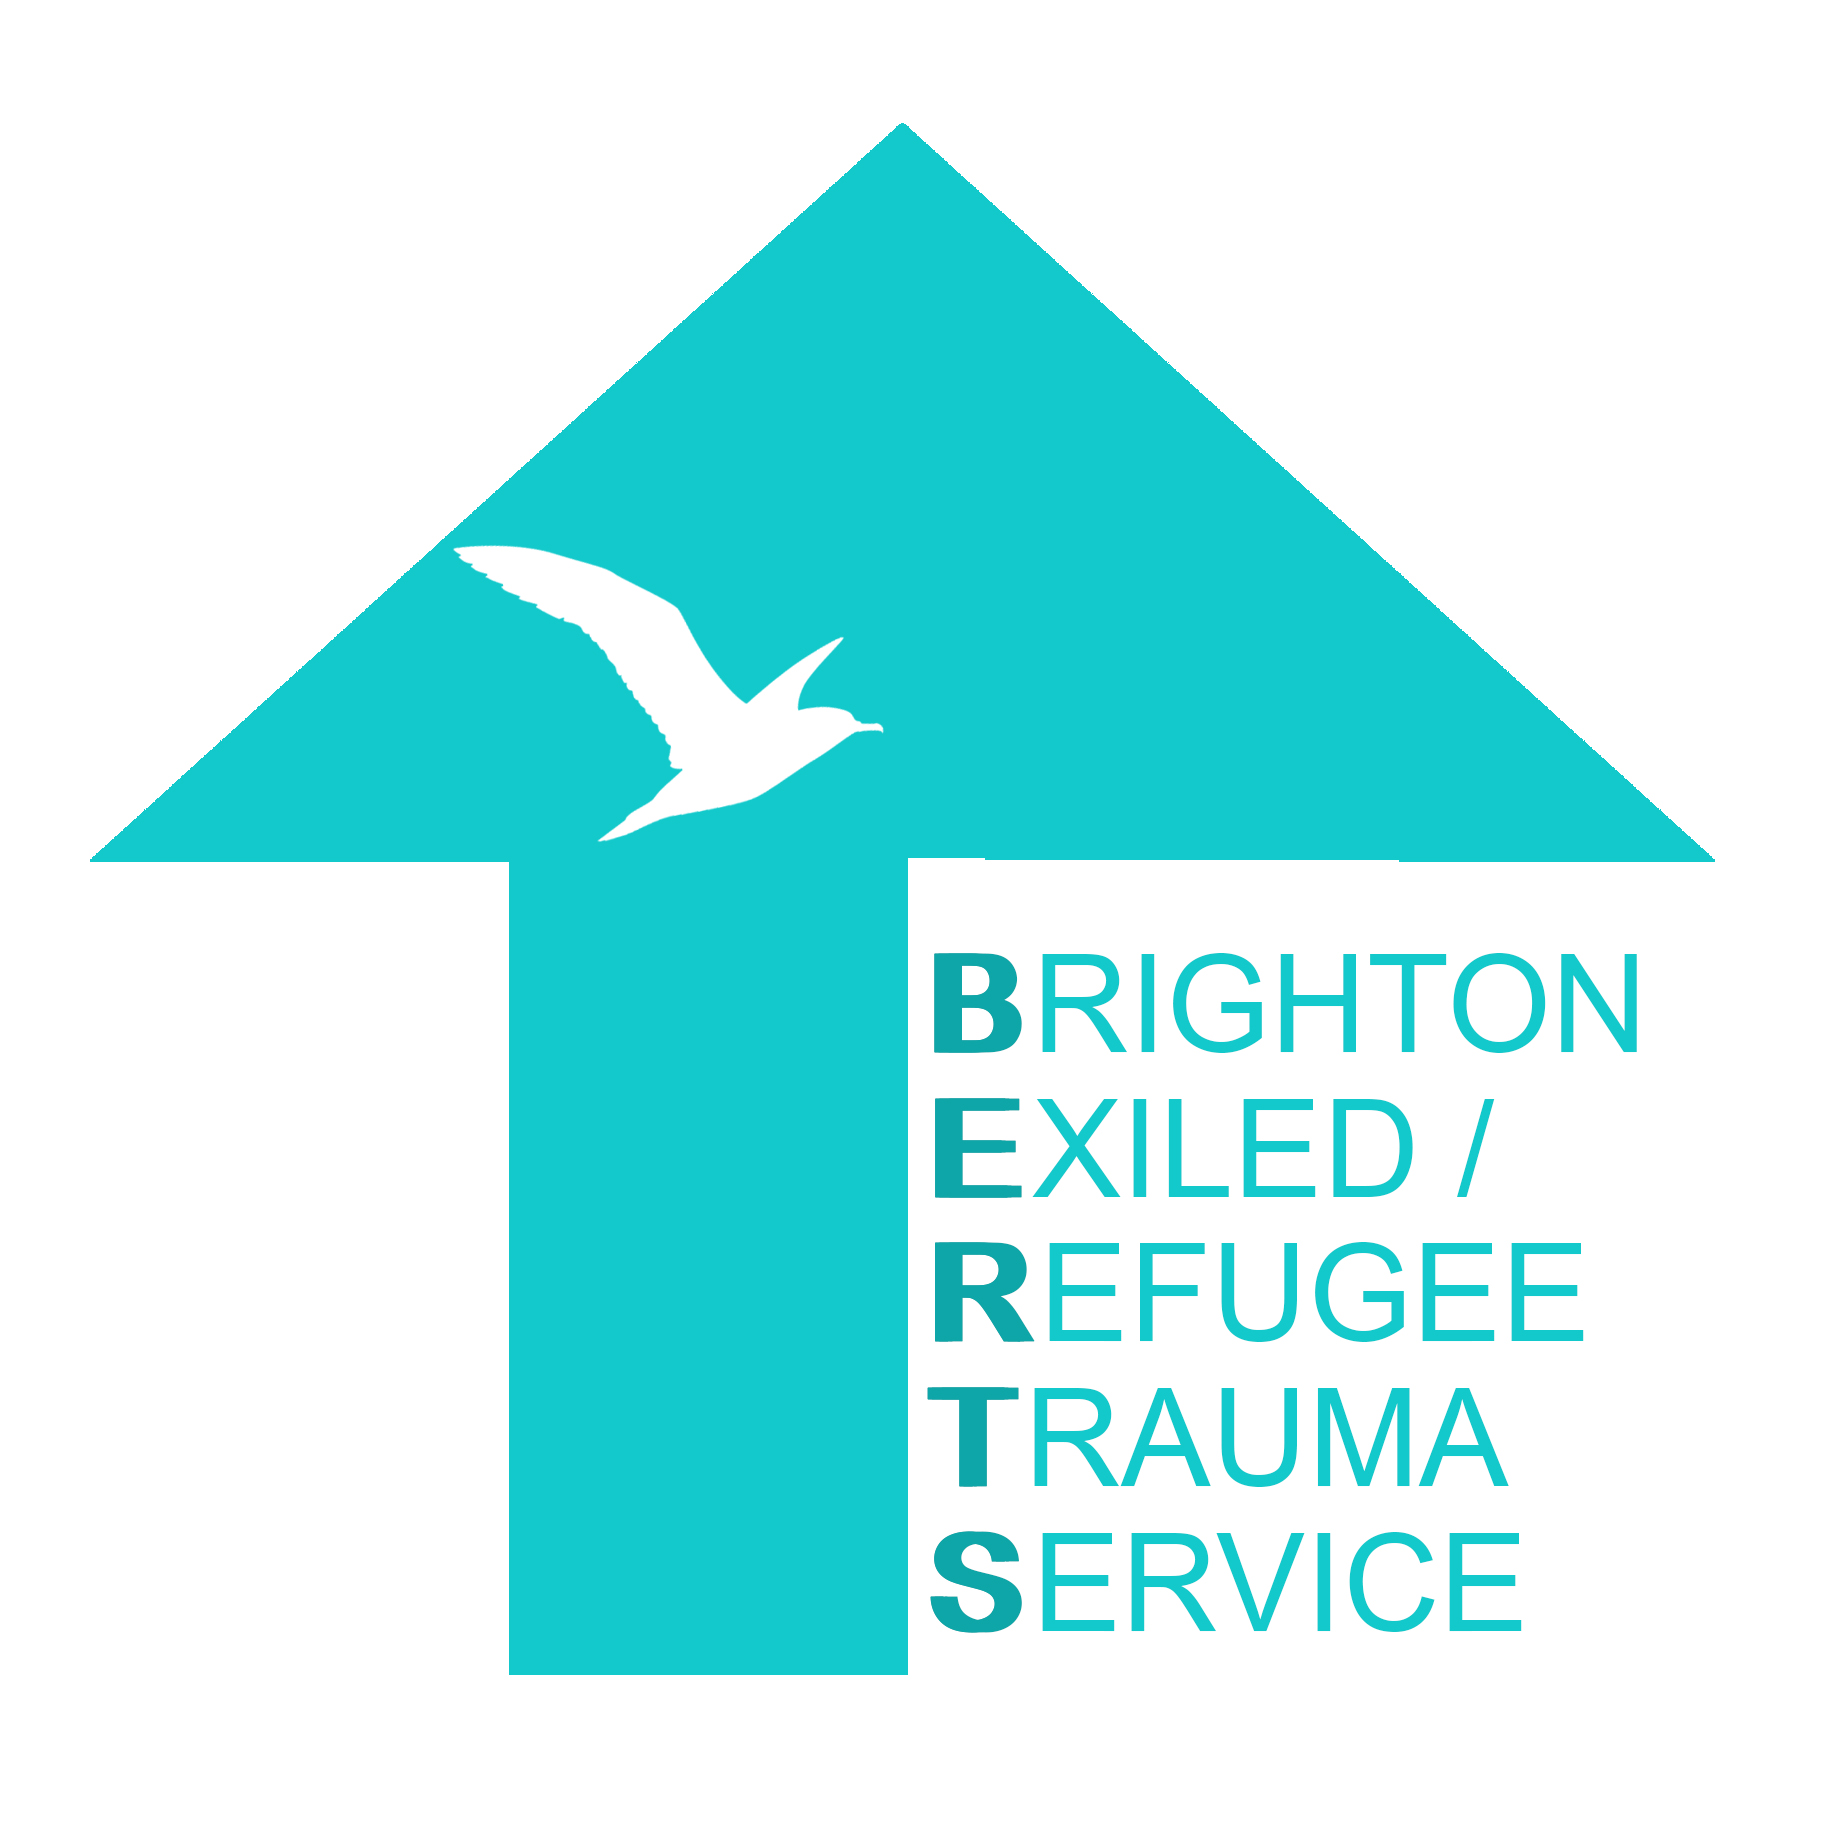 BRIGHTON
EXILED /
REFUGEE
TRAUMA
SERVICE